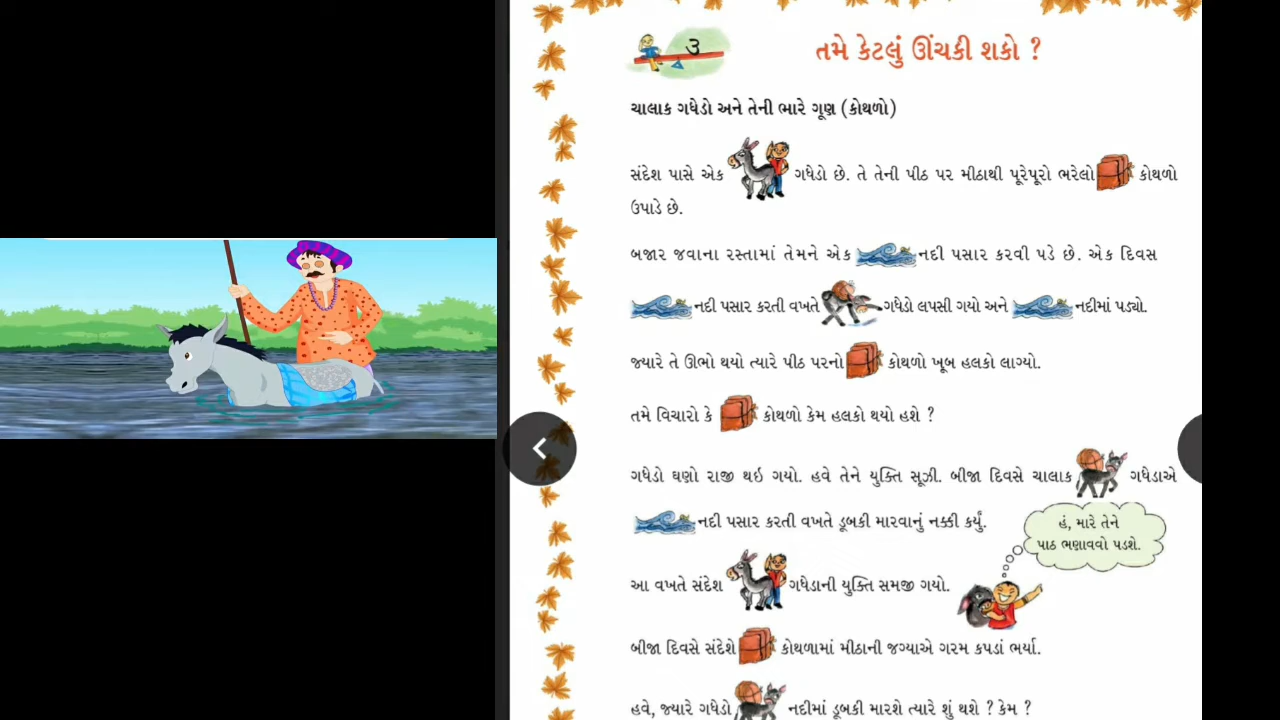 ૩
તમે કેટલું ઊંચકી શકો ?
ચાલાક ગધેડો અને તેની ભારે ગૂણ (કોથળો)
સંદેશ પાસે એક ગધેડો છે. તે તેની પીઠ પર મીઠાથી પૂરેપૂરો ભરેલો કોથળો
ઉપાડે છે.
બજાર જવાના રસ્તામાં તેમને એક નદી પસાર કરવી પડે છે. એક દિવસ
નદી પસાર કરતી વખતે ગધેડો લપસી ગયો અને નદીમાં પડ્યો.
જ્યારે તે ઊભો થયો ત્યારે પીઠ પરનો કોથળો ખૂબ હલકો લાગ્યો.
તમે વિચારો કે કોથળો કેમ હલકો થયો હશે ?
ગધેડો ઘણો રાજી થઇ ગયો. હવે તેને યુક્તિ સૂઝી. બીજા દિવસે ચાલાક ગધેડાએ
નદી પસાર કરતી વખતે ડૂબકી મારવાનું નક્કી કર્યું.
હં, મારે તેને
પાઠ ભણાવવો પડશે.
આ વખતે સંદેશ ગધેડાની યુક્તિ સમજી ગયો.
બીજા દિવસે સંદેશે કોથળામાં મીઠાની જગ્યાએ ગરમ કપડાં ભર્યા.
હવે, જ્યારે ગધેડો નદીમાં ડૂબકી મારશે ત્યારે શું થશે ? કેમ ?